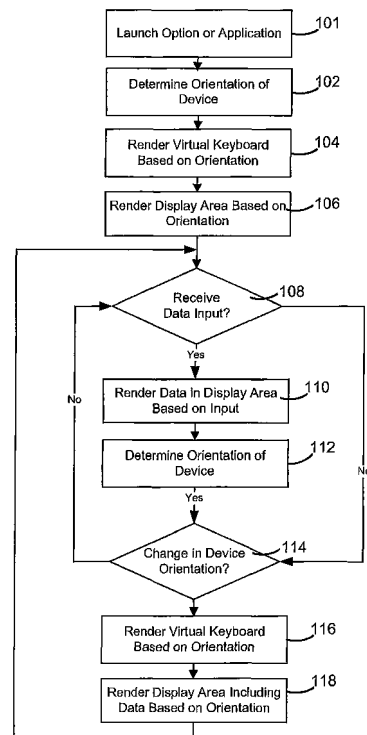 Launch Option or Application
101
Determine Orientation of
Device
102
Render Virtual Keyboard
Based on Orientation
104
Render Display Area Based on
Orientation
106
Receive
Data Input?
108
Yes
No
No
Render Data In Display Area
Based on Input
110
Determine Orientation of
Device
112
Yes
Change in Device
Orientation?
114
Render Virtual Keyboard
Based on Orientation
116
Render Display Area Including
Data Based on Orientation
118